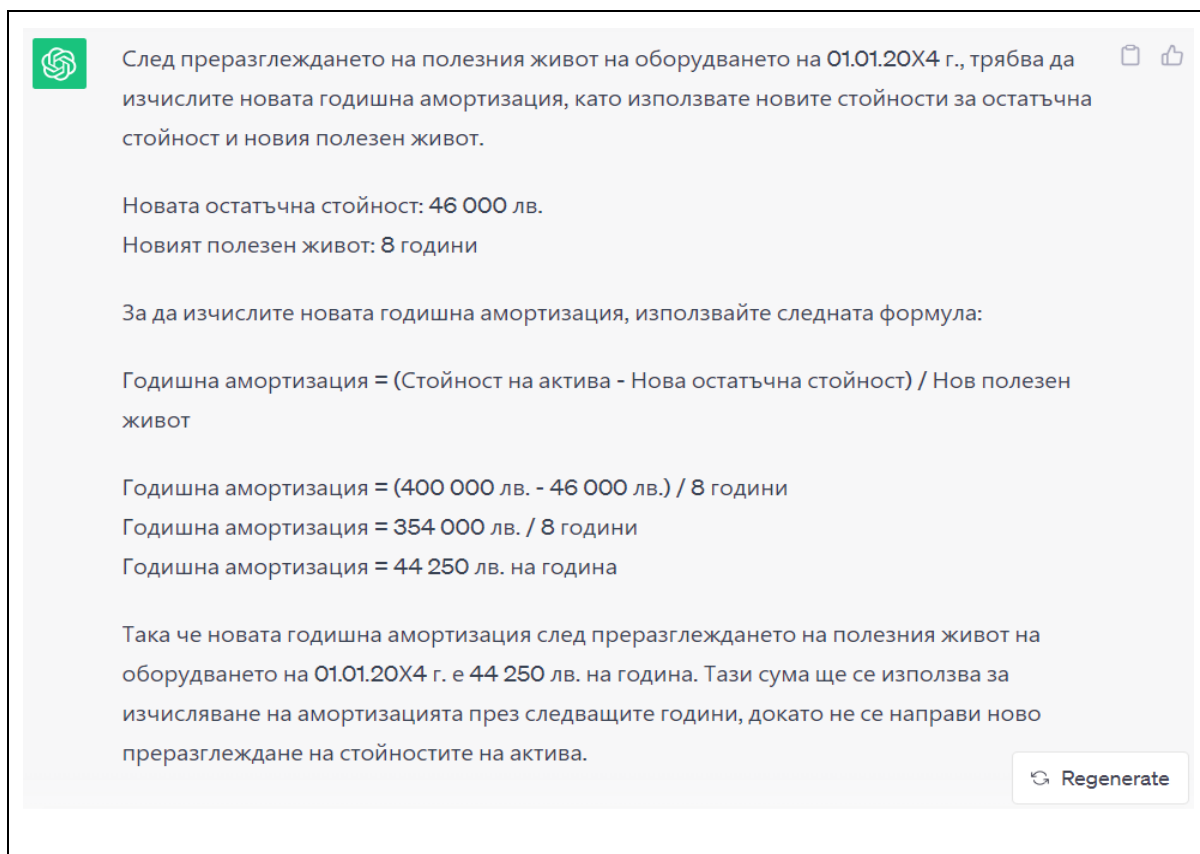 След преразглеждането на полезния живот на оборудването на 01.01.20X4 г., трябва да
изчислите новата годишна амортизация, като използвате новите стойности за остатъчна
стойност и новия полезен живот.
Новата остатъчна стойност: 46 000 лв.
Новият полезен живот: 8 години
За да изчислите новата годишна амортизация, използвайте следната формула:
Годишна амортизация = (Стойност на актива - Нова остатъчна стойност) / Нов полезен
живот
Годишна амортизация = (400 000 лв. - 46 000 лв.) / 8 години
Годишна амортизация = 354 000 лв. / 8 години
Годишна амортизация = 44 250 лв. на година
Така че новата годишна амортизация след преразглеждането на полезния живот на
оборудването на 01.01.20X4 г. е 44 250 лв. на година. Тази сума ще се използва за
изчисляване на амортизацията през следващите години, докато не се направи ново
преразглеждане на стойностите на актива.
Regenerate